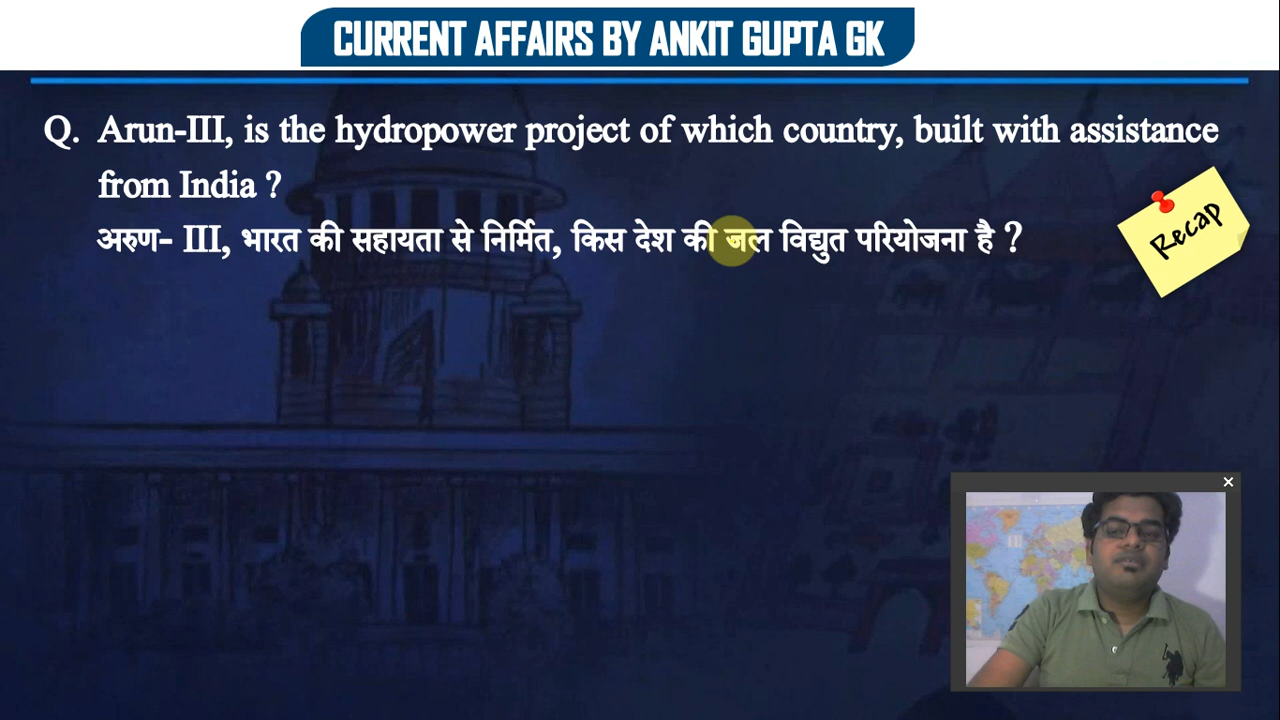 CURRENT AFFAIRS BY ANKIT GUPTA GK
Q. Arun-III, is the hydropower project of which country, built with assistance
from India ?
अरुण- III, भारत की सहायता से निर्मित, किस देश की जल विद्युत परियोजना है ?
Recap